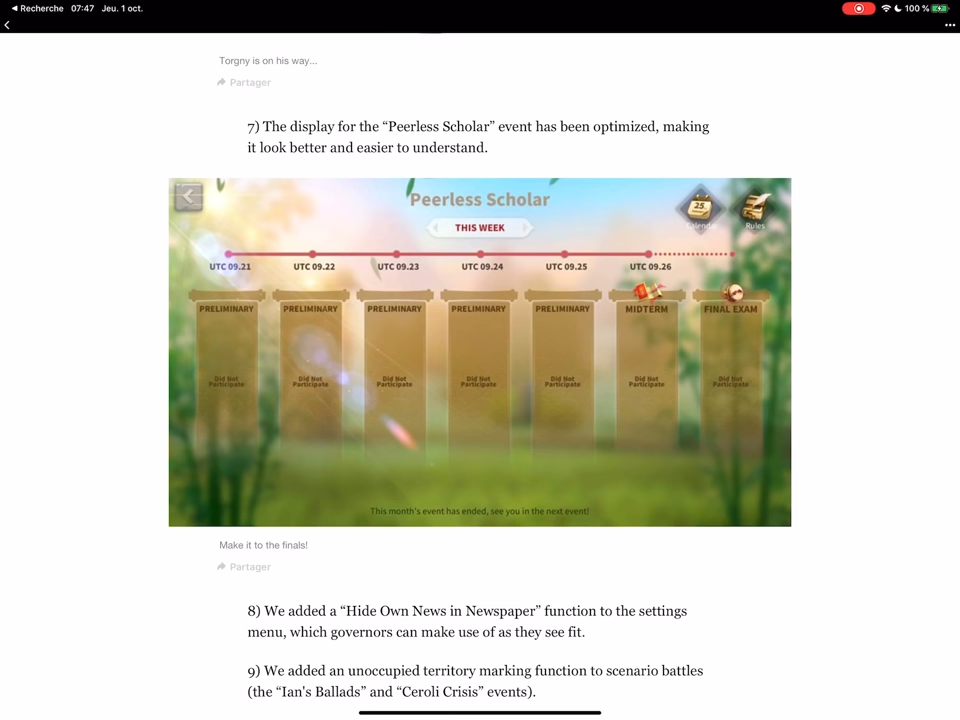 ◀ Recherche 07:47 Jeu. 1 oct. 100 %
Torgny is on his way...
Partager
7) The display for the “Peerless Scholar” event has been optimized, making
it look better and easier to understand.
Peerless Scholar
25
Calendar Rules
THIS WEEK
UTC 09.21 UTC 09.22 UTC 09.23 UTC 09.24 UTC 09.25 UTC 09.26
PRELIMINARY PRELIMINARY PRELIMINARY PRELIMINARY PRELIMINARY MIDTERM FINAL EXAM
Did Not Did Not Did Not Did Not Did Not Did Not Did Not
Participate Participate Participate Participate Participate Participate Participate
This month's event has ended, see you in the next event!
Make it to the finals!
Partager
8) We added a “Hide Own News in Newspaper” function to the settings
menu, which governors can make use of as they see fit.
9) We added an unoccupied territory marking function to scenario battles
(the “Ian's Ballads” and “Ceroli Crisis” events).